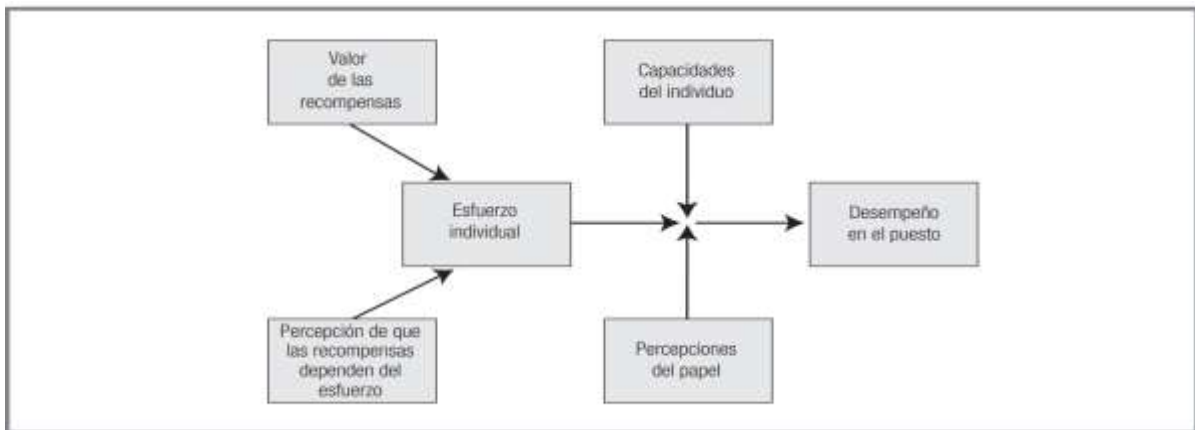 Valor
de las
recompensas
Capacidades
del individuo
Esfuerzo
individual
Desempeño
en el puesto
Percepción de que
las recompensas
dependen del
esfuerzo
Percepciones
del papel